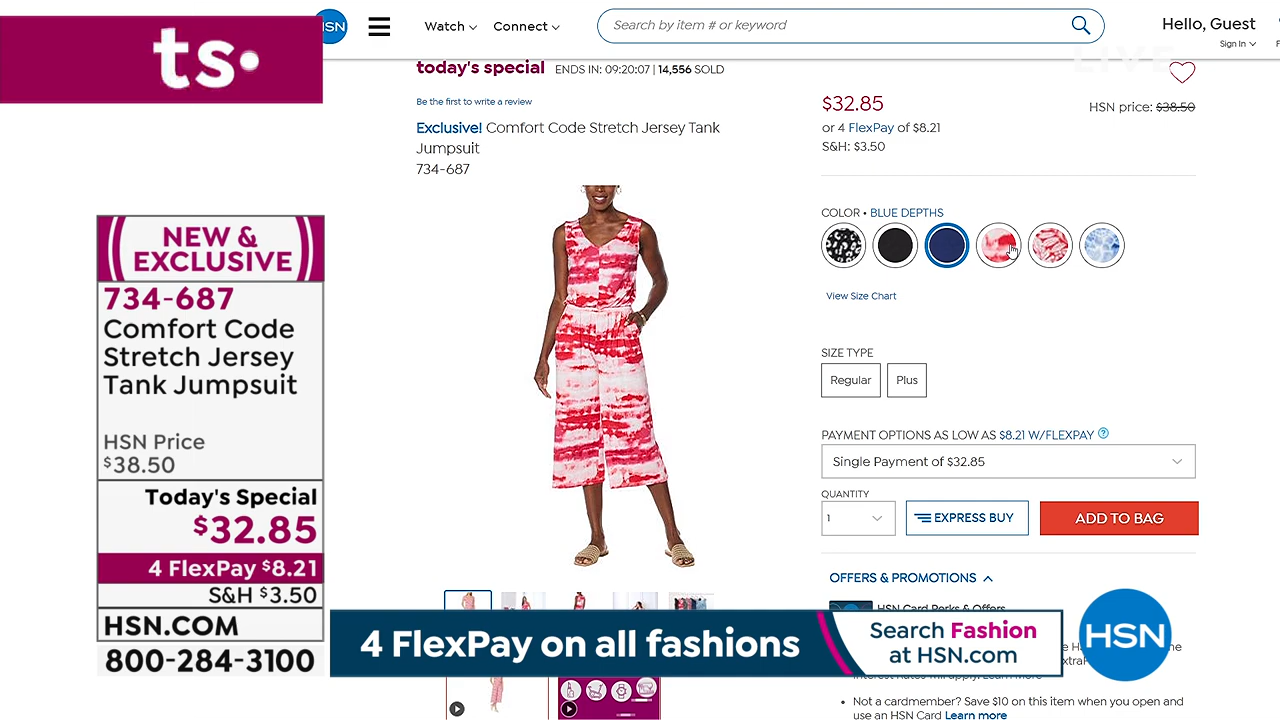 ts.
HSN
Watch
Connect
Search by item # or keyword
Hello, Guest
Sign In
LIVE
today's special ENDS IN: 09:20:07 | 14,556 SOLD
Be the first to write a review
Exclusive! Comfort Code Stretch Jersey Tank
Jumpsuit
734-687
$32.85
HSN price: $38.50
or 4 FlexPay of $8.21
S&H: $3.50
COLOR • BLUE DEPTHS
View Size Chart
SIZE TYPE
Regular
Plus
PAYMENT OPTIONS AS LOW AS $8.21 W/FLEXPAY ?
Single Payment of $32.85
QUANTITY
1
EXPRESS BUY
ADD TO BAG
OFFERS & PROMOTIONS
HSN Card Perks & Offers
• Not a cardmember? Save $10 on this item when you open and
use an HSN Card Learn more
NEW &
EXCLUSIVE
734-687
Comfort Code
Stretch Jersey
Tank Jumpsuit
HSN Price
$38.50
Today's Special
$32.85
4 FlexPay $8.21
S&H $3.50
HSN.COM
800-284-3100
4 FlexPay on all fashions
Search Fashion
at HSN.com
HSN